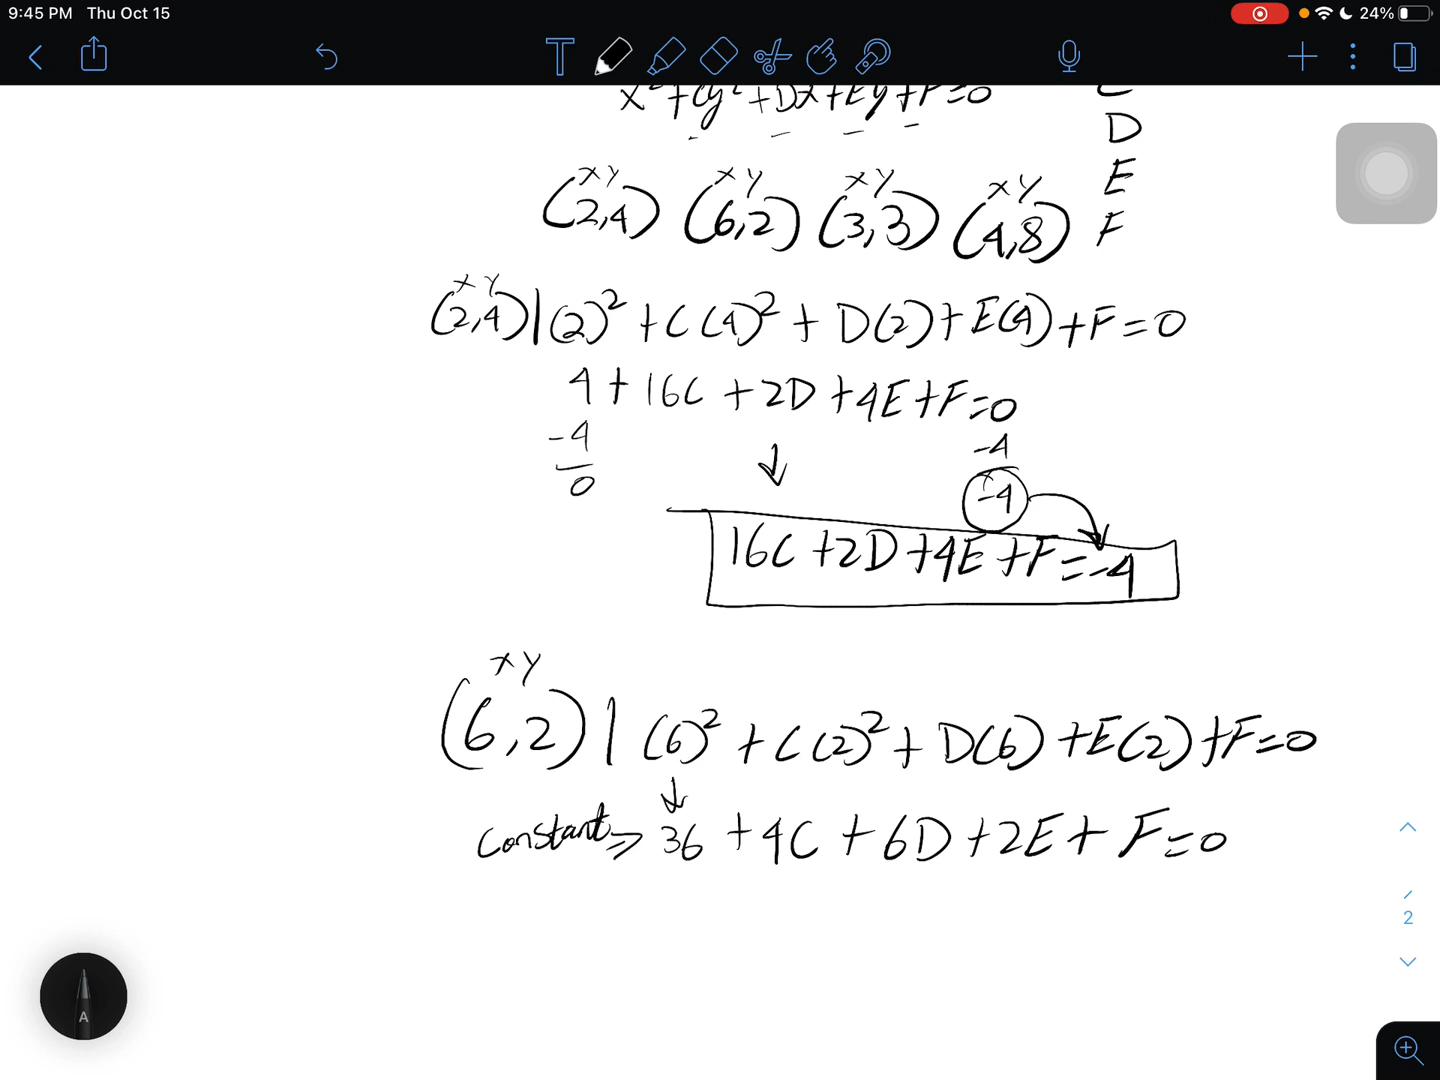 9:45 PM Thu Oct 15 24%
T
x² + Cy² + Dx + Ey + F = 0
D
E
F
x y x y x y x y
(2,4) (6,2) (3,3) (4,8)
x y
(2,4) | (2)² + C(4)² + D(2) + E(4) + F = 0
4 + 16C + 2D + 4E + F = 0
-4 -4
0 -4
16C + 2D + 4E + F = -4
x y
(6,2) | (6)² + C(2)² + D(6) + E(2) + F = 0
constant ⇒ 36 + 4C + 6D + 2E + F = 0
2
A